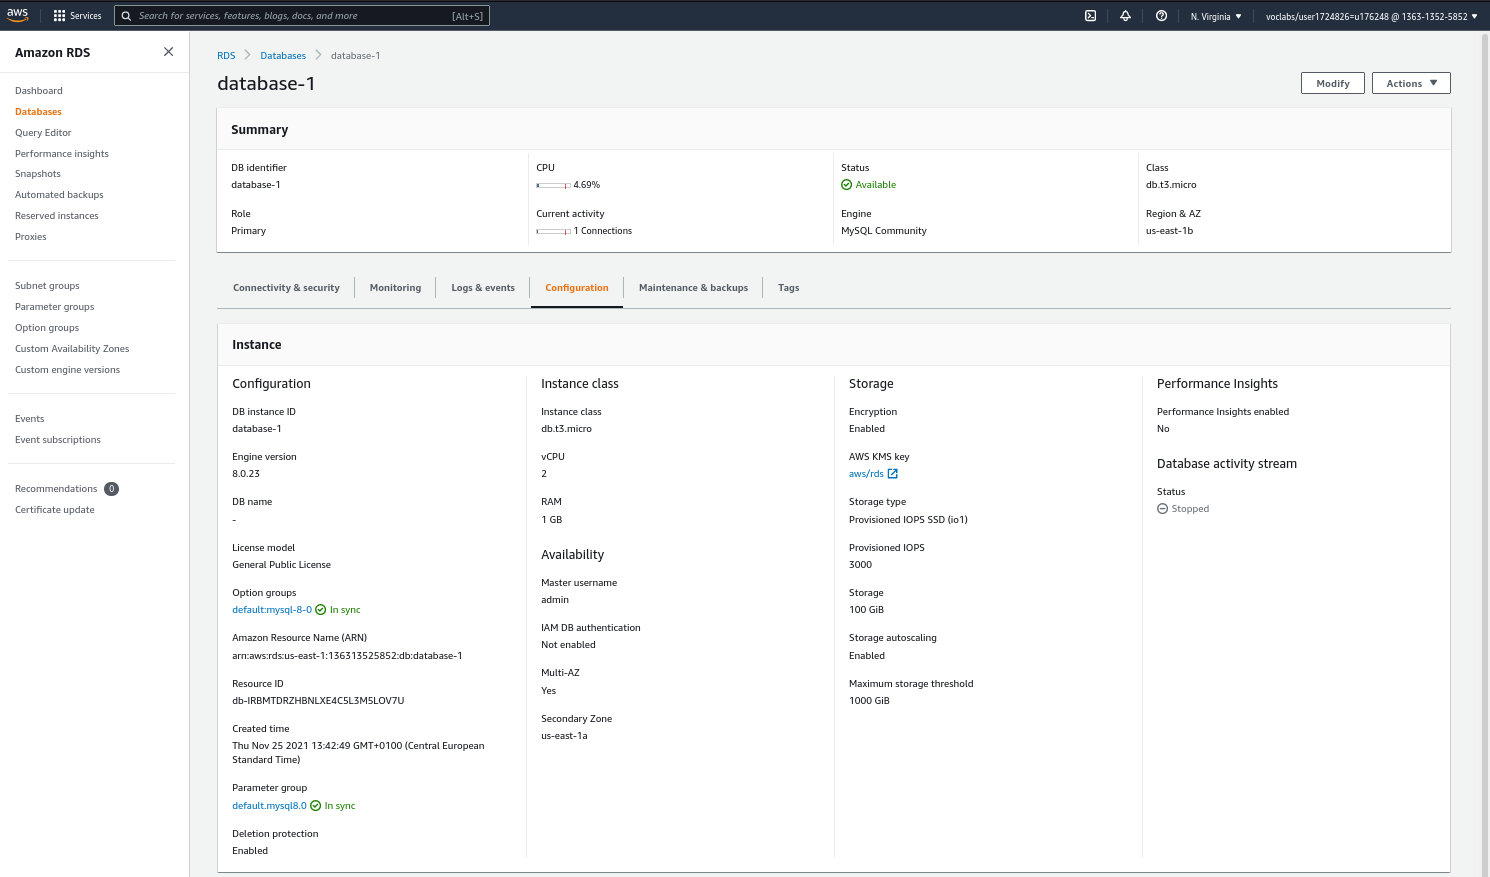 aws
Services
Search for services, features, blogs, docs, and more
[Alt+S]
N. Virginia
voclabs/user1724826=u176248 @ 1363-1352-5852
Amazon RDS
Dashboard
Databases
Query Editor
Performance insights
Snapshots
Automated backups
Reserved instances
Proxies
Subnet groups
Parameter groups
Option groups
Custom Availability Zones
Custom engine versions
Events
Event subscriptions
Recommendations 0
Certificate update
RDS > Databases > database-1
database-1
Modify
Actions
Summary
DB identifier
database-1
Role
Primary
CPU
4.69%
Current activity
1 Connections
Status
Available
Engine
MySQL Community
Class
db.t3.micro
Region & AZ
us-east-1b
Connectivity & security
Monitoring
Logs & events
Configuration
Maintenance & backups
Tags
Instance
Configuration
DB instance ID
database-1
Engine version
8.0.23
DB name
-
License model
General Public License
Option groups
default:mysql-8-0 In sync
Amazon Resource Name (ARN)
arn:aws:rds:us-east-1:136313525852:db:database-1
Resource ID
db-IRBMTDRZHBNLXE4C5L3M5LOV7U
Created time
Thu Nov 25 2021 13:42:49 GMT+0100 (Central European
Standard Time)
Parameter group
default.mysql8.0 In sync
Deletion protection
Enabled
Instance class
Instance class
db.t3.micro
vCPU
2
RAM
1 GB
Availability
Master username
admin
IAM DB authentication
Not enabled
Multi-AZ
Yes
Secondary Zone
us-east-1a
Storage
Encryption
Enabled
AWS KMS key
aws/rds
Storage type
Provisioned IOPS SSD (io1)
Provisioned IOPS
3000
Storage
100 GiB
Storage autoscaling
Enabled
Maximum storage threshold
1000 GiB
Performance Insights
Performance Insights enabled
No
Database activity stream
Status
Stopped